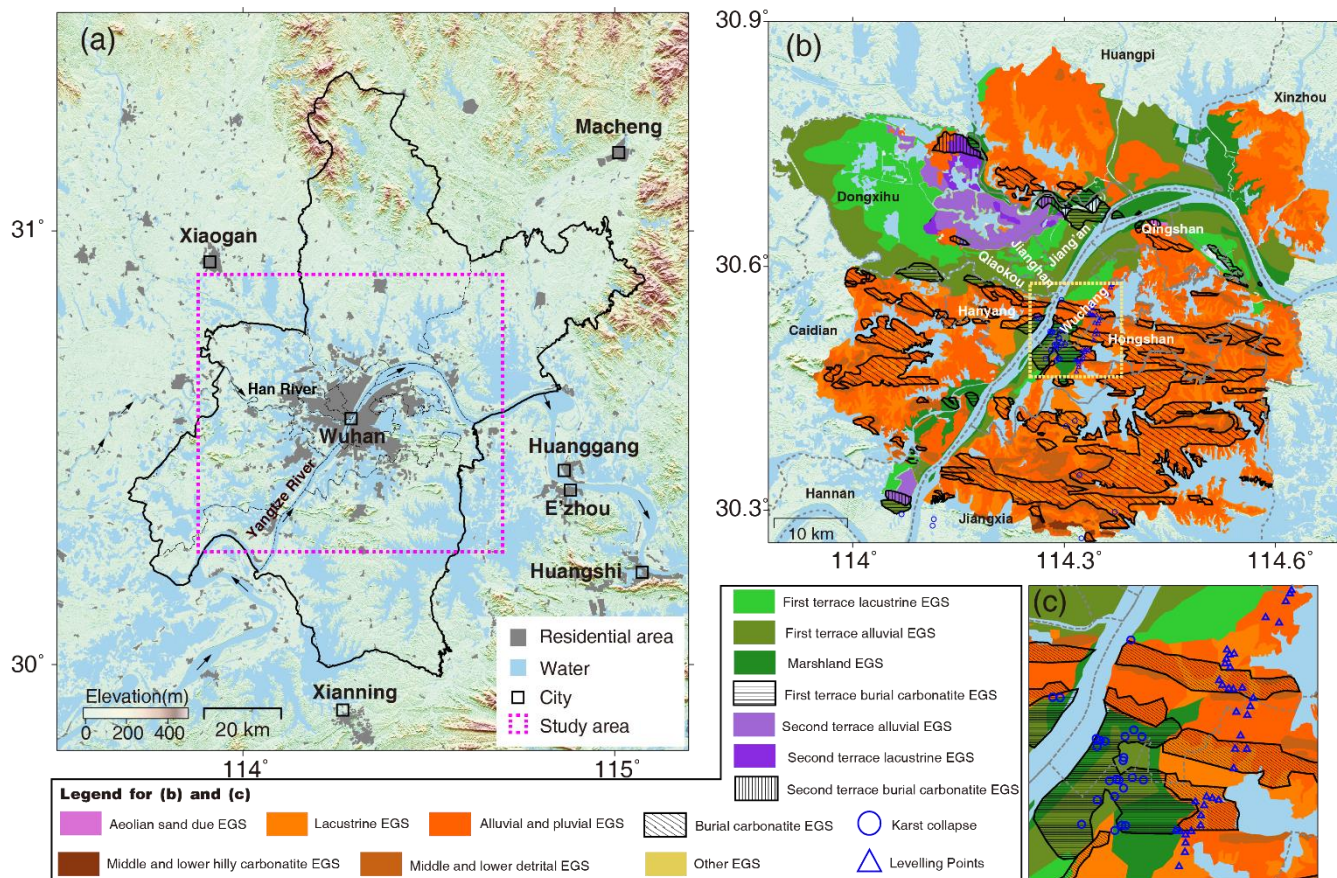 (a)
Macheng
31°
Xiaogan
Han River
Wuhan
Yangtze River
Huanggang
E'zhou
Huangshi
Xianning
30°
Elevation(m)
0 200 400
20 km
Residential area
Water
City
Study area
114
115
(b)
30.9
30.6
30.3
Huangpi
Xinzhou
Dongxihu
Jiang'an
Jianghan
Qiaokou
Qingshan
Wuchang
Hanyang
Hongshan
Caidian
Hannan
Jiangxia
10 km
114
114.3
114.6
First terrace lacustrine EGS
First terrace alluvial EGS
Marshland EGS
First terrace burial carbonatite EGS
Second terrace alluvial EGS
Second terrace lacustrine EGS
Second terrace burial carbonatite EGS
(c)
Legend for (b) and (c)
Aeolian sand due EGS
Lacustrine EGS
Alluvial and pluvial EGS
Burial carbonatite EGS
Karst collapse
Middle and lower hilly carbonatite EGS
Middle and lower detrital EGS
Other EGS
Levelling Points